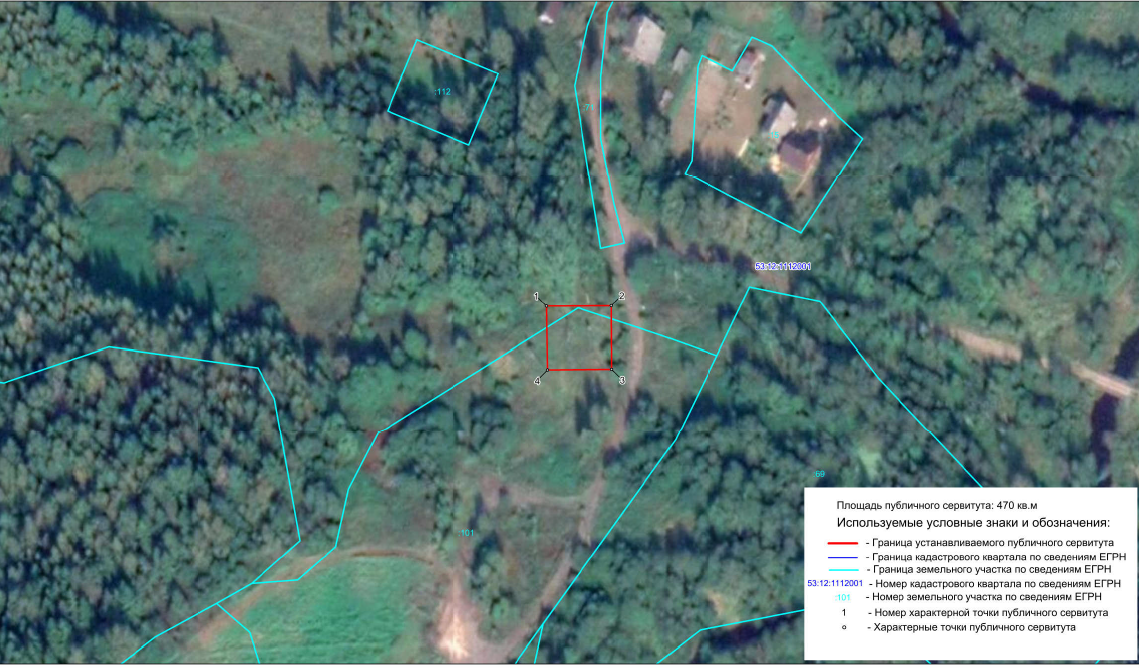 :112
:71
53:12:1112001
1
2
3
4
:69
:101
Площадь публичного сервитута: 470 кв.м
Используемые условные знаки и обозначения:
- Граница устанавливаемого публичного сервитута
- Граница кадастрового квартала по сведениям ЕГРН
- Граница земельного участка по сведениям ЕГРН
53:12:1112001 - Номер кадастрового квартала по сведениям ЕГРН
:101 - Номер земельного участка по сведениям ЕГРН
1 - Номер характерной точки публичного сервитута
- Характерные точки публичного сервитута